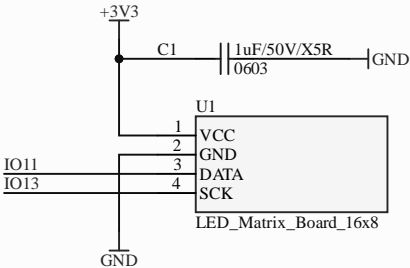 +3V3
C1
1uF/50V/X5R
0603
GND
U1
1 VCC
2 GND
IO11 3 DATA
IO13 4 SCK
LED_Matrix_Board_16x8
GND